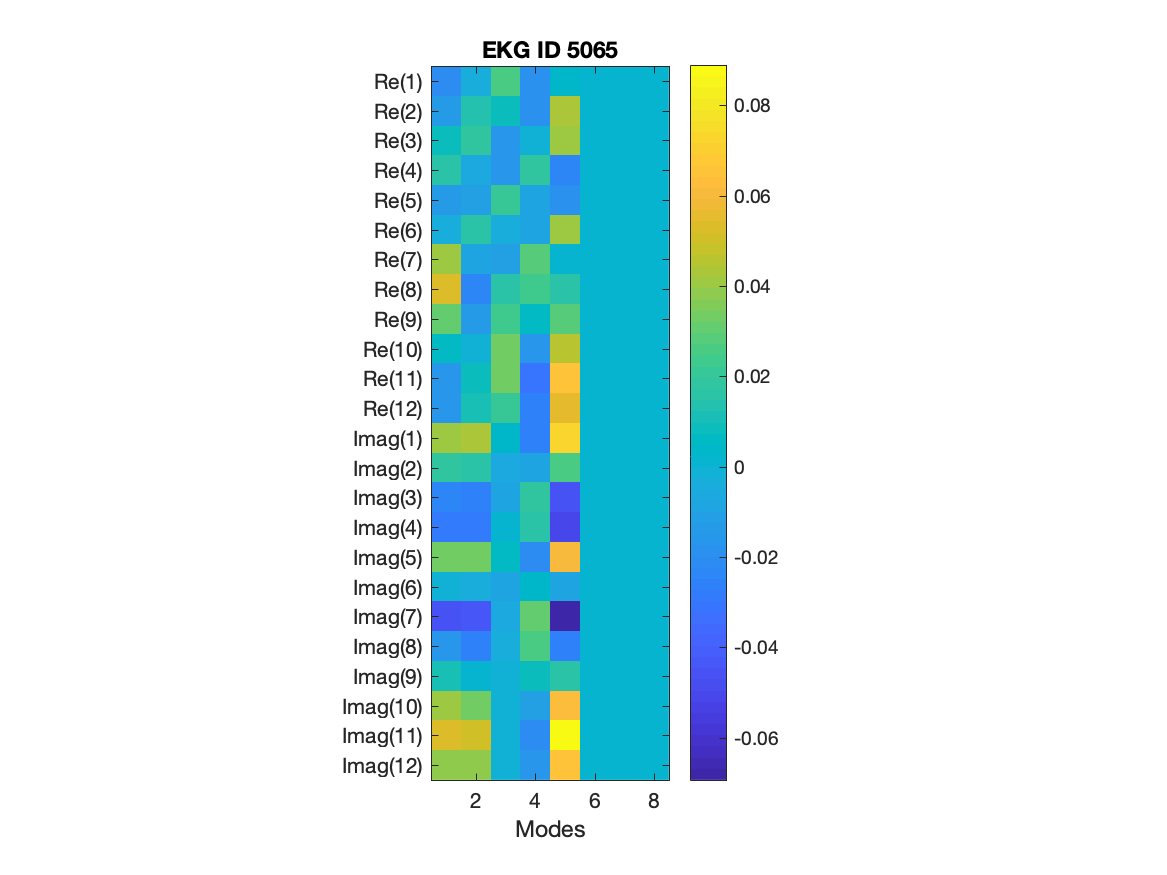 EKG ID 5065
Re(1)
Re(2)
Re(3)
Re(4)
Re(5)
Re(6)
Re(7)
Re(8)
Re(9)
Re(10)
Re(11)
Re(12)
Imag(1)
Imag(2)
Imag(3)
Imag(4)
Imag(5)
Imag(6)
Imag(7)
Imag(8)
Imag(9)
Imag(10)
Imag(11)
Imag(12)
2 4 6 8
Modes
0.08
0.06
0.04
0.02
0
-0.02
-0.04
-0.06